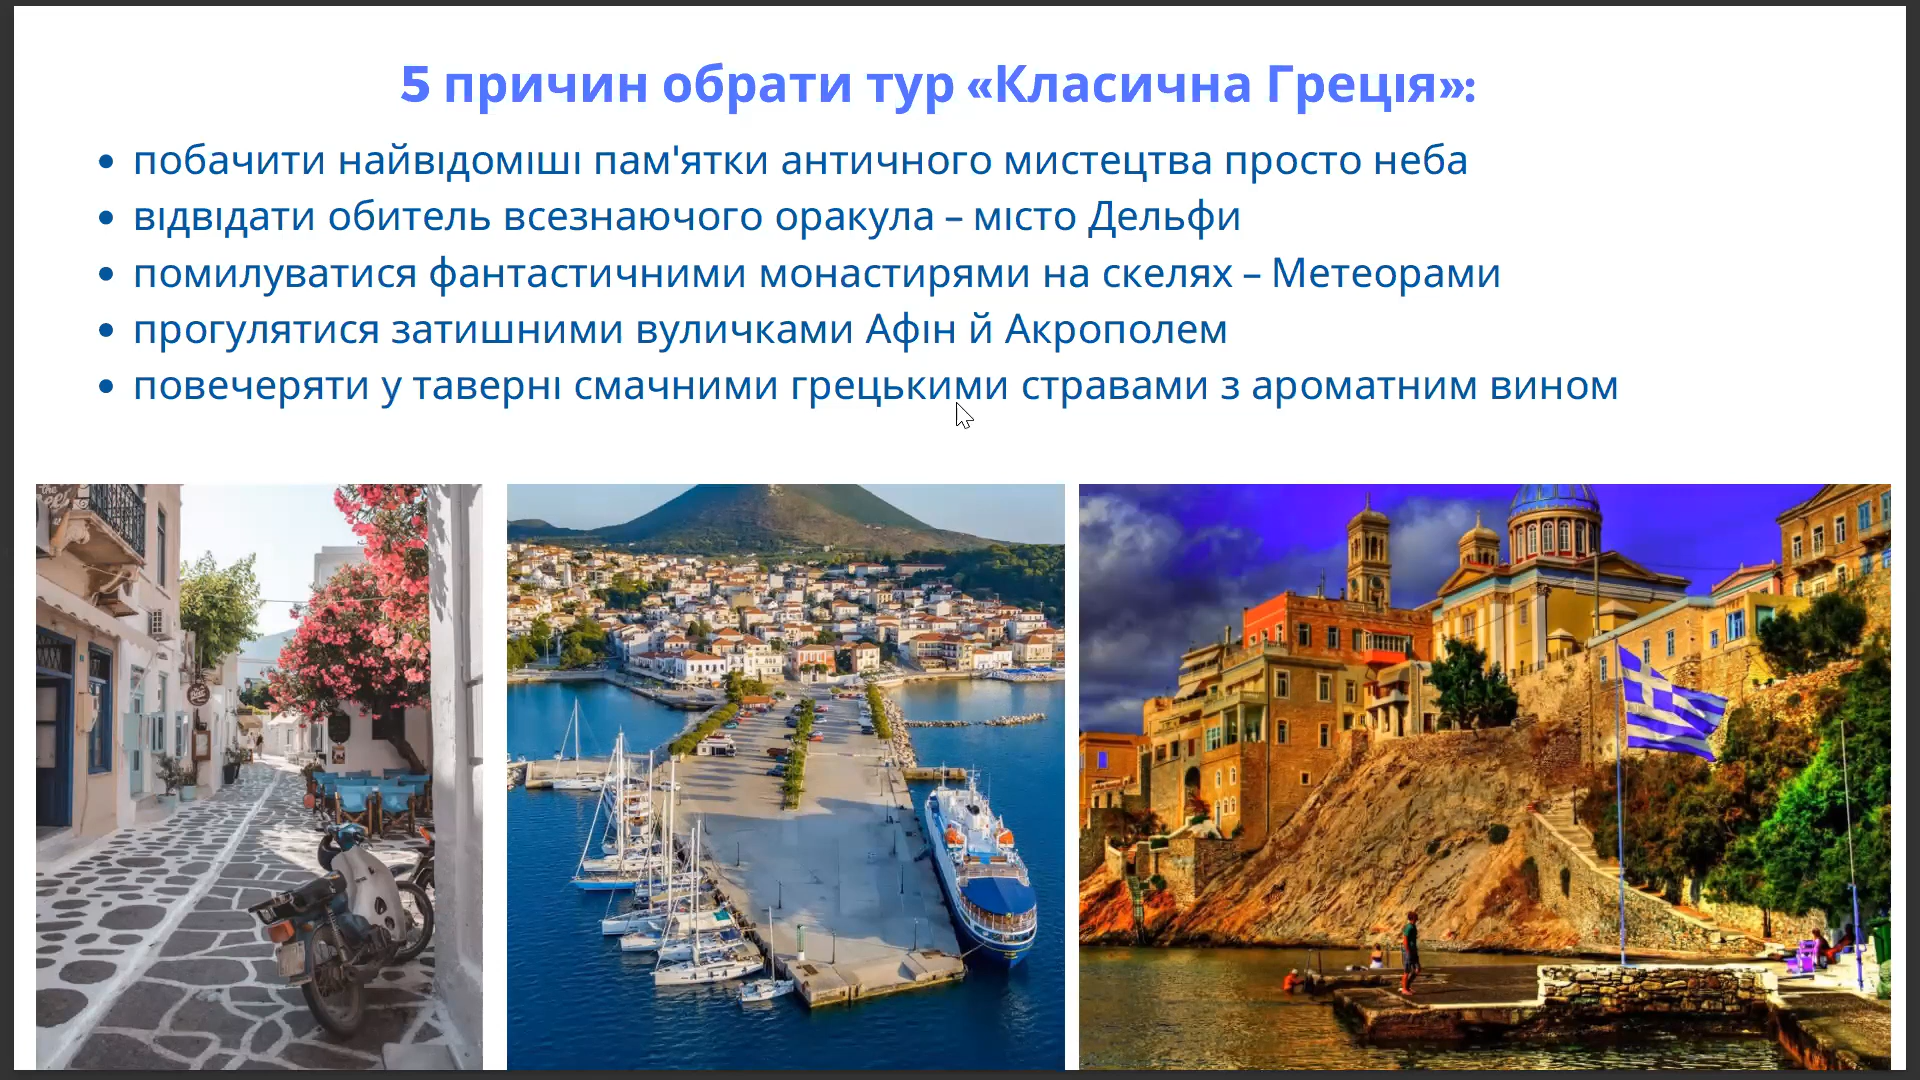 5 причин обрати тур «Класична Греція»:
• побачити найвідоміші пам'ятки античного мистецтва просто неба
• відвідати обитель всезнаючого оракула – місто Дельфи
• помилуватися фантастичними монастирями на скелях – Метеорами
• прогулятися затишними вуличками Афін й Акрополем
• повечеряти у таверні смачними грецькими стравами з ароматним вином